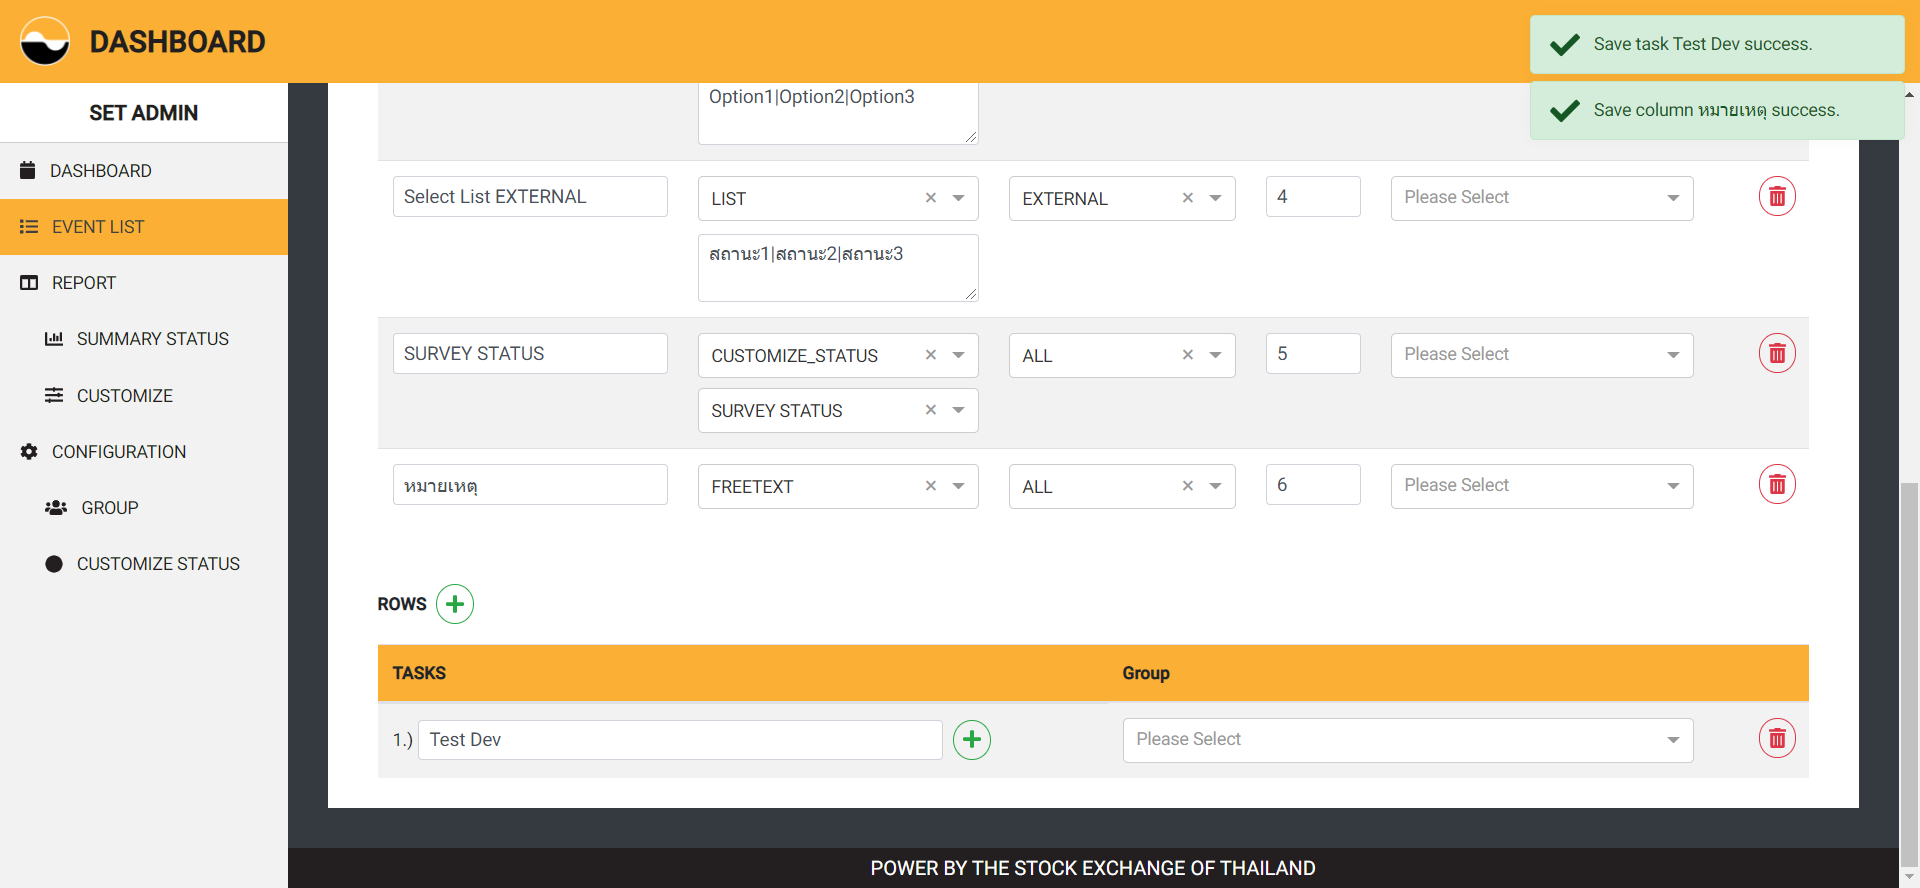 DASHBOARD
Save task Test Dev success.
Save column หมายเหตุ success.
SET ADMIN
DASHBOARD
EVENT LIST
REPORT
SUMMARY STATUS
CUSTOMIZE
CONFIGURATION
GROUP
CUSTOMIZE STATUS
Option1|Option2|Option3
Select List EXTERNAL LIST × EXTERNAL × 4 Please Select
สถานะ1|สถานะ2|สถานะ3
SURVEY STATUS CUSTOMIZE_STATUS × ALL × 5 Please Select
SURVEY STATUS ×
หมายเหตุ FREETEXT × ALL × 6 Please Select
ROWS
TASKS Group
1.) Test Dev Please Select
POWER BY THE STOCK EXCHANGE OF THAILAND